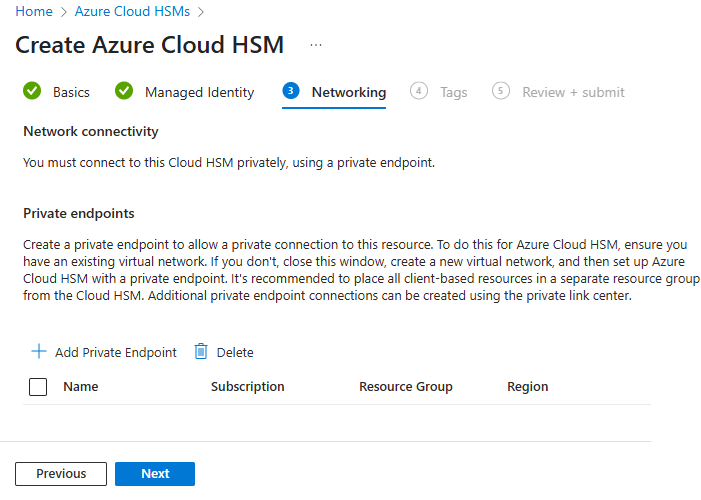 Home > Azure Cloud HSMs >
Create Azure Cloud HSM ...
Basics Managed Identity 3 Networking 4 Tags 5 Review + submit
Network connectivity
You must connect to this Cloud HSM privately, using a private endpoint.
Private endpoints
Create a private endpoint to allow a private connection to this resource. To do this for Azure Cloud HSM, ensure you
have an existing virtual network. If you don't, close this window, create a new virtual network, and then set up Azure
Cloud HSM with a private endpoint. It's recommended to place all client-based resources in a separate resource group
from the Cloud HSM. Additional private endpoint connections can be created using the private link center.
Add Private Endpoint Delete
Name Subscription Resource Group Region
Previous Next